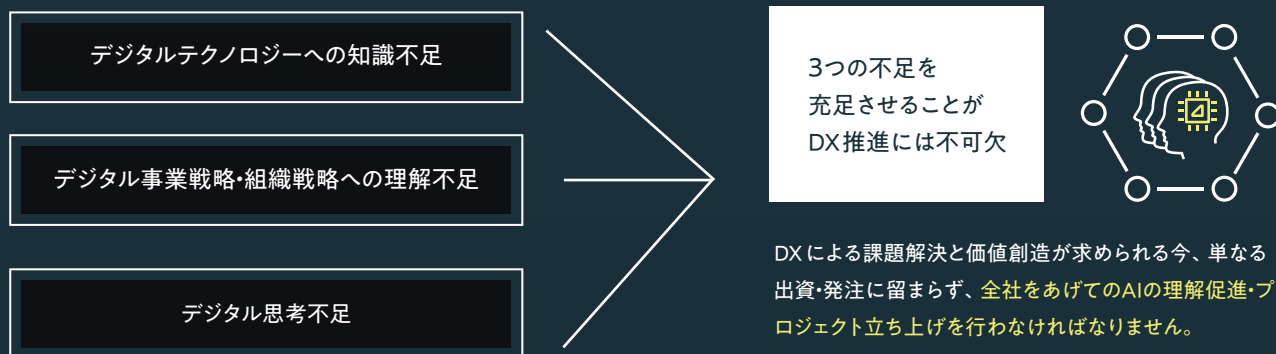 デジタルテクノロジーへの知識不足
デジタル事業戦略・組織戦略への理解不足
デジタル思考不足
3つの不足を
充足させることが
DX推進には不可欠
DXによる課題解決と価値創造が求められる今、単なる
出資・発注に留まらず、全社をあげてのAIの理解促進・プ
ロジェクト立ち上げを行わなければなりません。